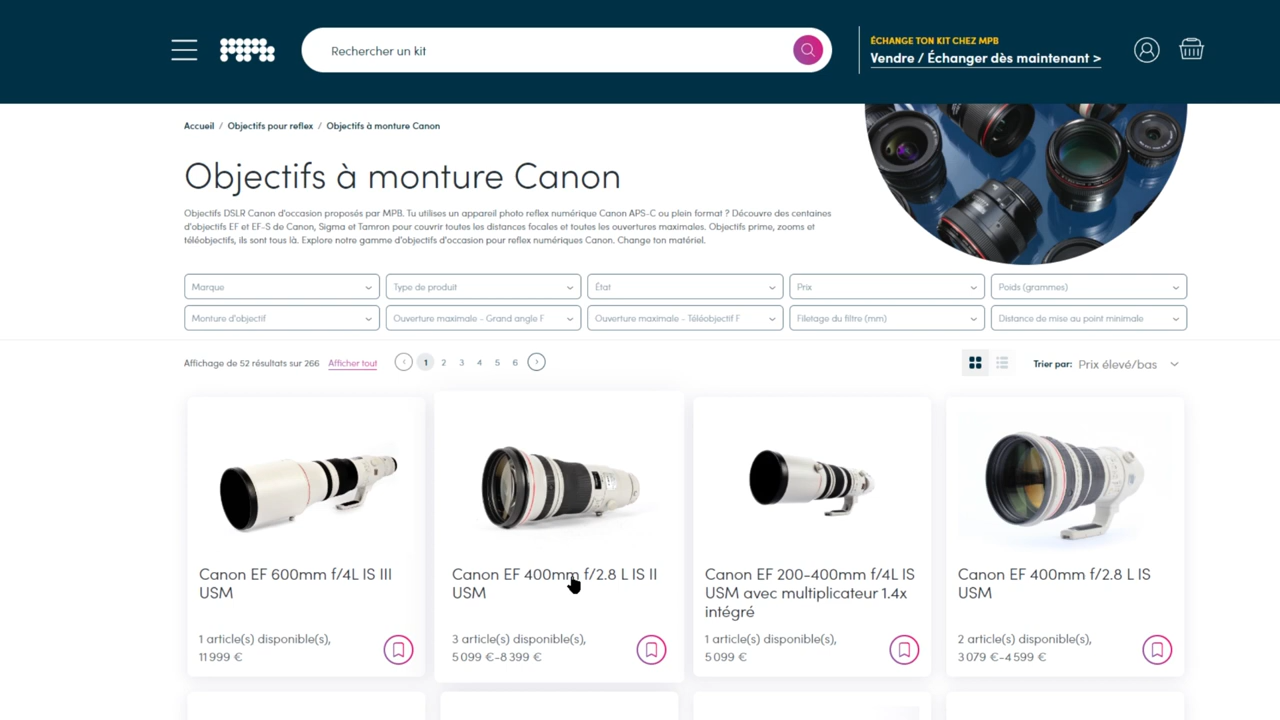 mpb
Rechercher un kit
ÉCHANGE TON KIT CHEZ MPB
Vendre / Échanger dès maintenant >
Accueil / Objectifs pour reflex / Objectifs à monture Canon
Objectifs à monture Canon
Objectifs DSLR Canon d'occasion proposés par MPB. Tu utilises un appareil photo reflex numérique Canon APS-C ou plein format ? Découvre des centaines
d'objectifs EF et EF-S de Canon, Sigma et Tamron pour couvrir toutes les distances focales et toutes les ouvertures maximales. Objectifs prime, zooms et
téléobjectifs, ils sont tous là. Explore notre gamme d'objectifs d'occasion pour reflex numériques Canon. Change ton matériel.
Marque
Type de produit
État
Prix
Poids (grammes)
Monture d'objectif
Ouverture maximale - Grand angle F
Ouverture maximale - Téléobjectif F
Filetage du filtre (mm)
Distance de mise au point minimale
Affichage de 52 résultats sur 266 Afficher tout < 1 2 3 4 5 6 >
Trier par: Prix élevé/bas
Canon EF 600mm f/4L IS III
USM
1 article(s) disponible(s),
11 999 €
Canon EF 400mm f/2.8 L IS II
USM
3 article(s) disponible(s),
5 099 €-8 399 €
Canon EF 200-400mm f/4L IS
USM avec multiplicateur 1.4x
intégré
1 article(s) disponible(s),
5 099 €
Canon EF 400mm f/2.8 L IS
USM
2 article(s) disponible(s),
3 079 €-4 599 €